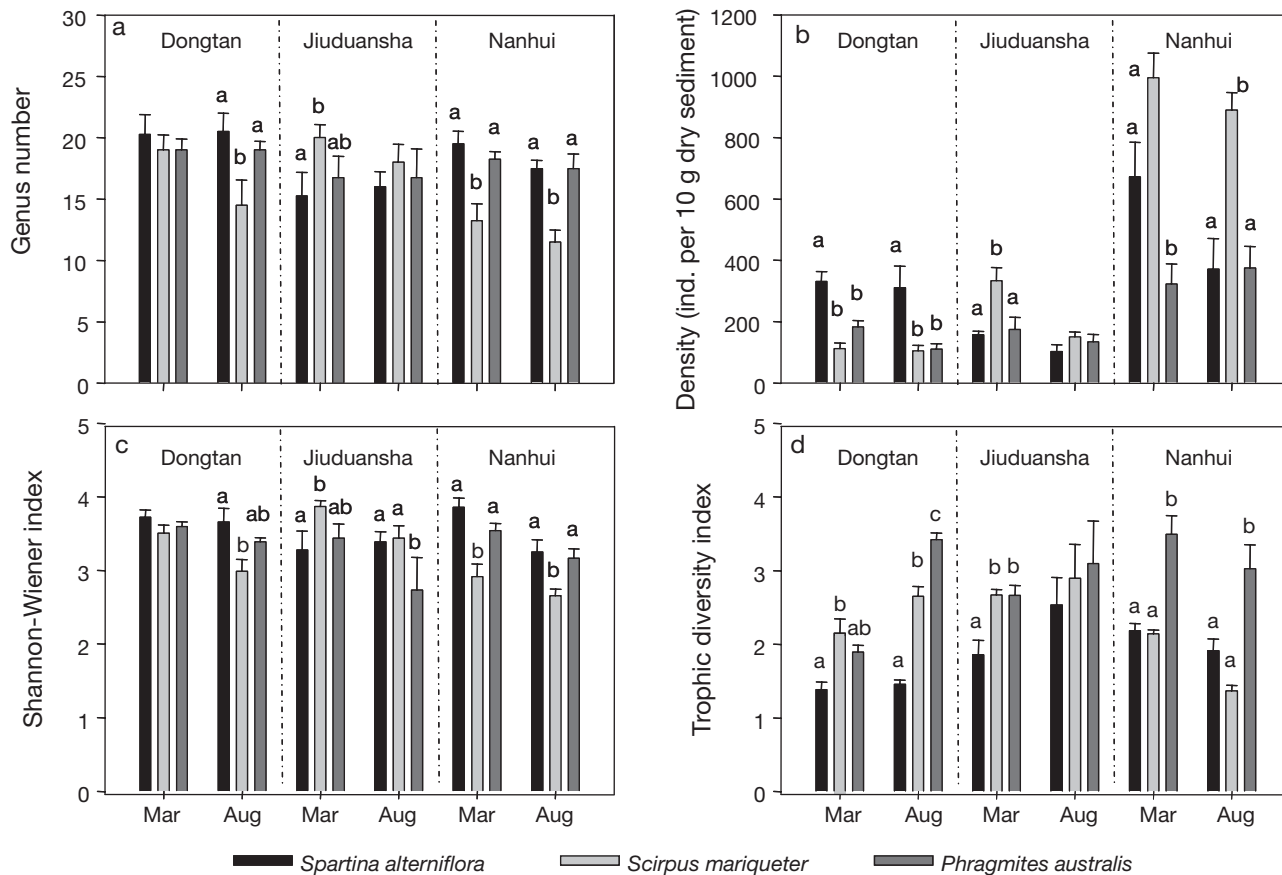 a
Dongtan Jiuduansha Nanhui
Genus number
30
25
20
15
10
5
0
a b a
a b ab
a b a
a b a
b
Dongtan Jiuduansha Nanhui
Density (ind. per 10 g dry sediment)
1200
1000
800
600
400
200
0
a b b
a b b
a b a
a a b
a b a
c
Dongtan Jiuduansha Nanhui
Shannon-Wiener index
5
4
3
2
1
0
a b ab
a b ab
a a b
a b a
a b a
Mar Aug Mar Aug Mar Aug
d
Dongtan Jiuduansha Nanhui
Trophic diversity index
5
4
3
2
1
0
a b ab
a b c
a b b
a a b
a a b
Mar Aug Mar Aug Mar Aug
Spartina alterniflora Scirpus mariqueter Phragmites australis